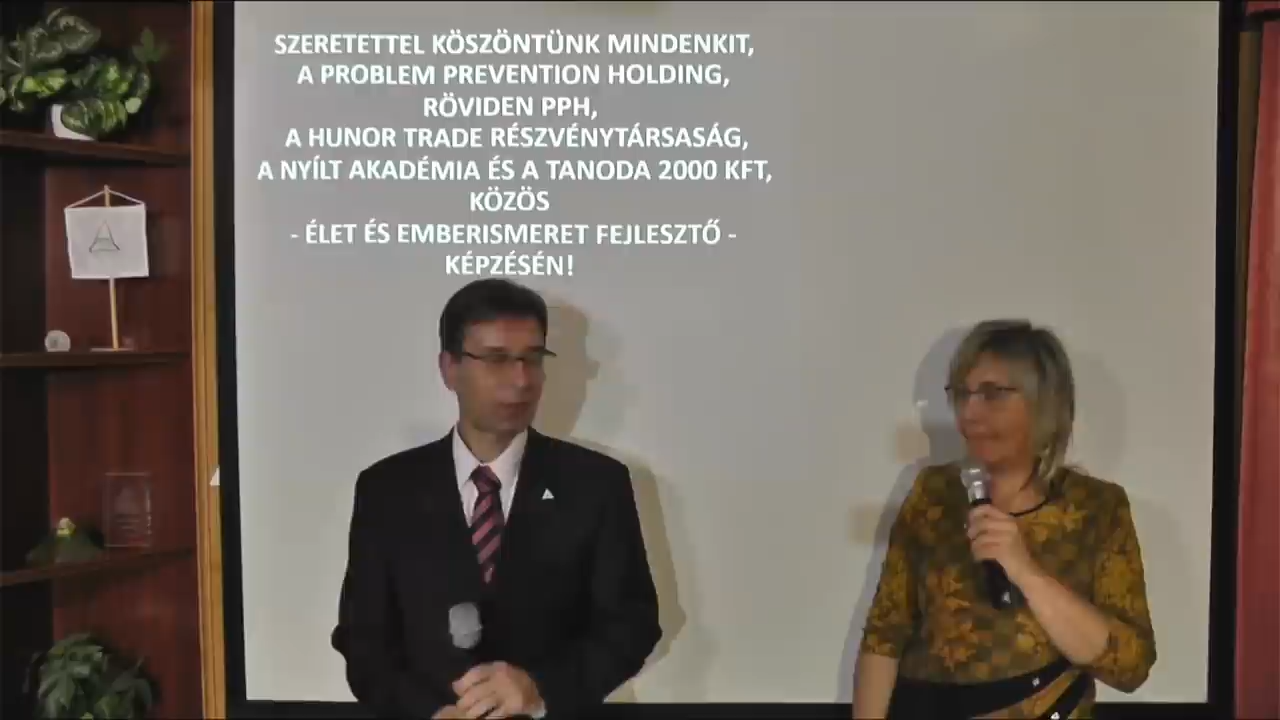 SZERETETTEL KÖSZÖNTÜNK MINDENKIT,
A PROBLEM PREVENTION HOLDING,
RÖVIDEN PPH,
A HUNOR TRADE RÉSZVÉNYTÁRSASÁG,
A NYÍLT AKADÉMIA ÉS A TANODA 2000 KFT,
KÖZÖS
- ÉLET ÉS EMBERISMERET FEJLESZTŐ -
KÉPZÉSÉN!